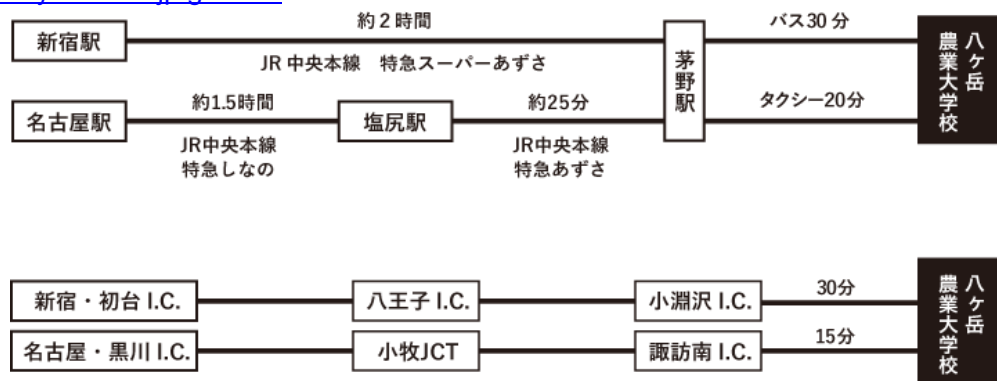 新宿駅
約２時間
JR 中央本線　特急スーパーあずさ
茅野駅
バス30 分
八ヶ岳
農業大学校
名古屋駅
約1.5時間
JR中央本線
特急しなの
塩尻駅
約25分
JR中央本線
特急あずさ
タクシー20分
新宿・初台 I.C.
八王子 I.C.
小淵沢 I.C.
30分
八ヶ岳
農業大学校
名古屋・黒川 I.C.
小牧JCT
諏訪南 I.C.
15分